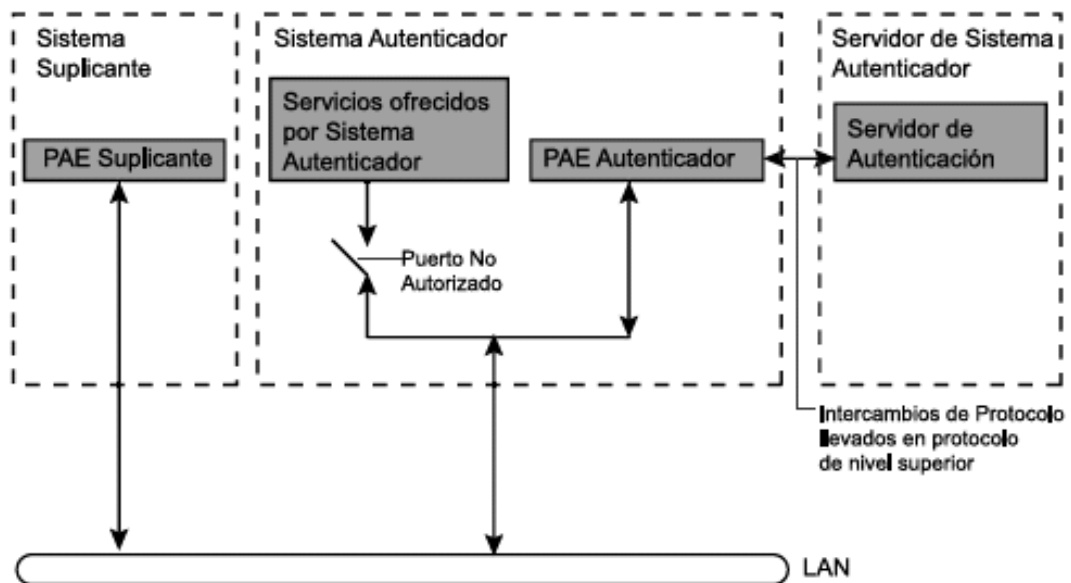 Sistema
Suplicante
PAE Suplicante
Sistema Autenticador
Servicios ofrecidos
por Sistema
Autenticador
PAE Autenticador
Puerto No
Autorizado
Servidor de Sistema
Autenticador
Servidor de
Autenticación
Intercambios de Protocolo
llevados en protocolo
de nivel superior
LAN